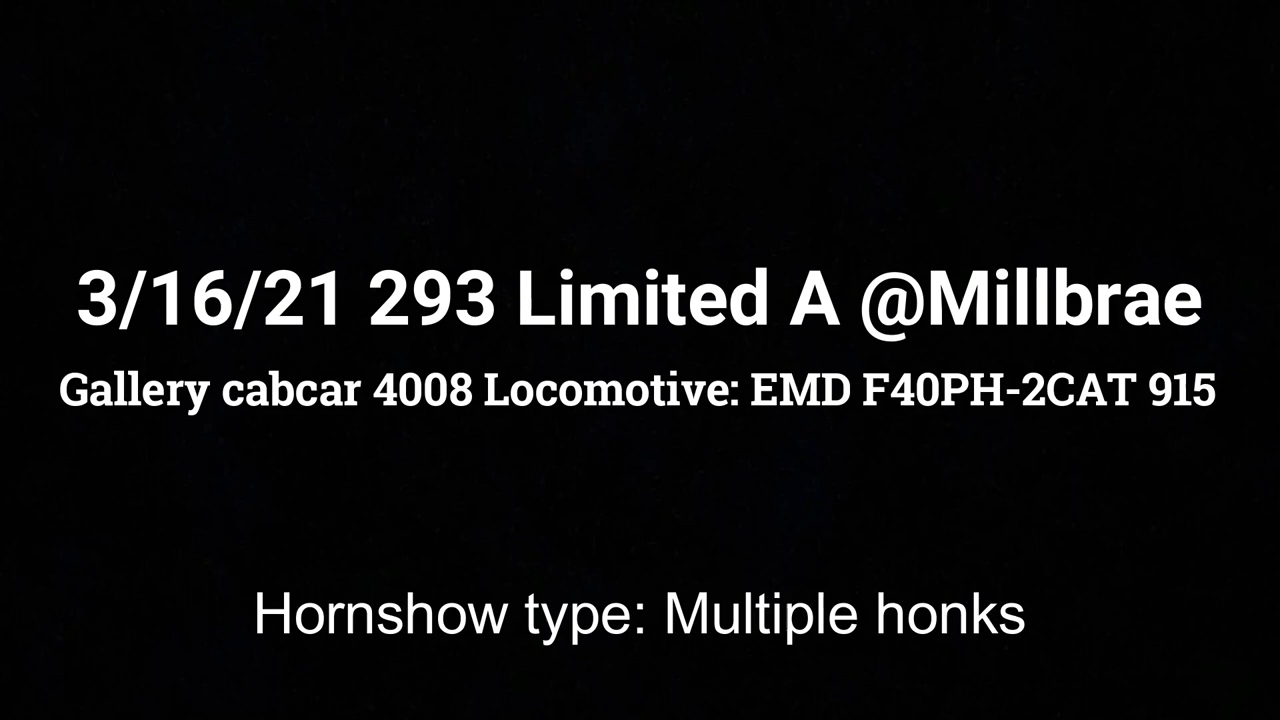 3/16/21 293 Limited A @Millbrae
Gallery cabcar 4008 Locomotive: EMD F40PH-2CAT 915
Hornshow type: Multiple honks